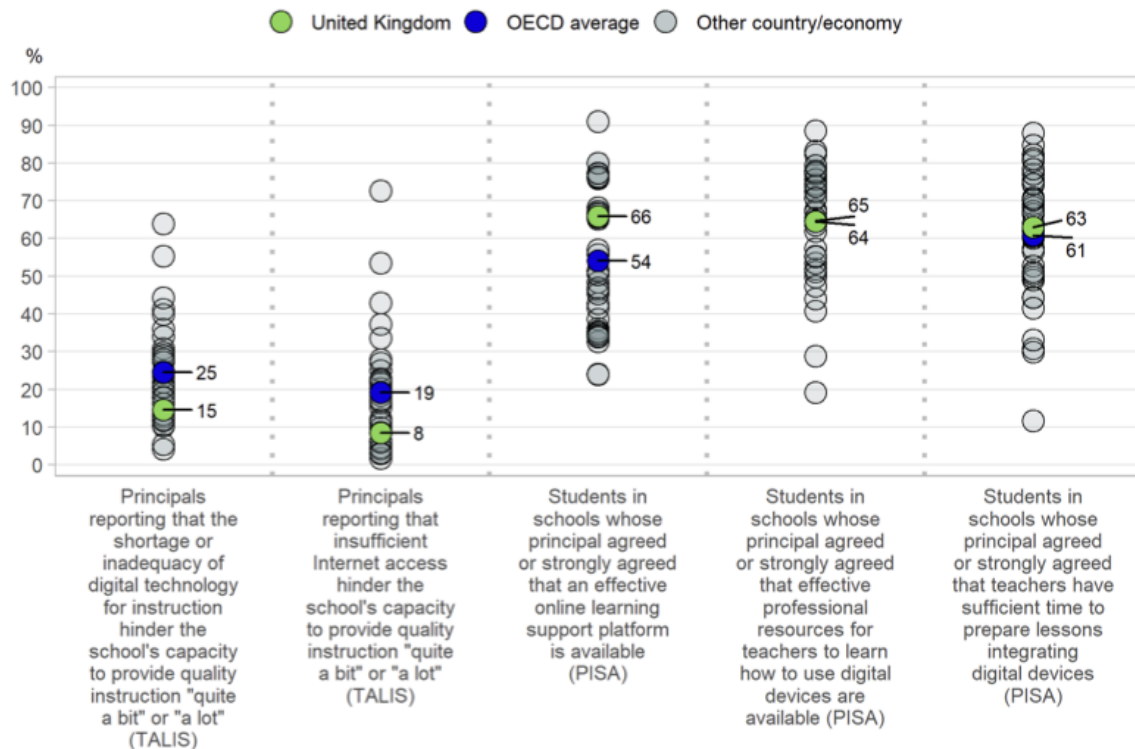 United Kingdom OECD average Other country/economy
%
100
90
80
70
60
50
40
30
20
10
0
25
15
19
8
66
54
65
64
63
61
Principals
reporting that the
shortage or
inadequacy of
digital technology
for instruction
hinder the
school's capacity
to provide quality
instruction "quite
a bit" or "a lot"
(TALIS)
Principals
reporting that
insufficient
Internet access
hinder the
school's capacity
to provide quality
instruction "quite
a bit" or "a lot"
(TALIS)
Students in
schools whose
principal agreed
or strongly agreed
that an effective
online learning
support platform
is available
(PISA)
Students in
schools whose
principal agreed
or strongly agreed
that effective
professional
resources for
teachers to learn
how to use digital
devices are
available (PISA)
Students in
schools whose
principal agreed
or strongly agreed
that teachers have
sufficient time to
prepare lessons
integrating
digital devices
(PISA)